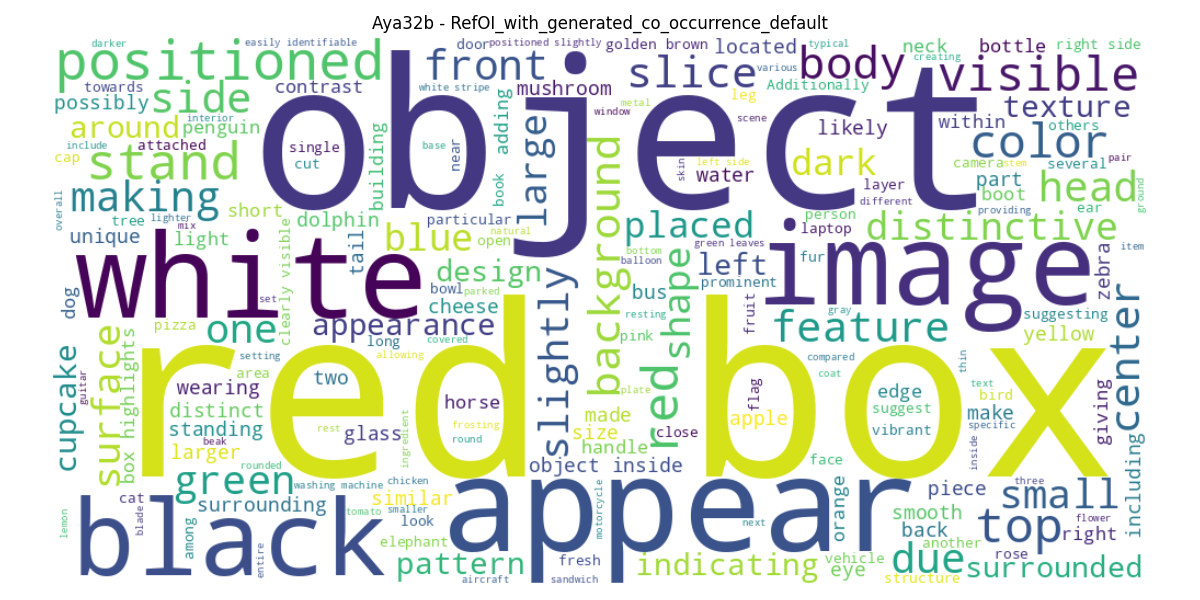 Aya32b - RefOI_with_generated_co_occurrence_default
darker
easily identifiable
door
positioned slightly
golden brown
located
typical
neck
bottle
right side
positioned
object
front
slice
various
body
creating
visible
towards
contrast
white stripe
mushroom
Additionally
possibly
side
adding
leg
metal
texture
interior
window
around
penguin
building
single
large
scene
likely
within
color
others
include
attached
base
near
background
dark
camera
stem
several
pair
cap
stand
cut
skin
left side
water
layer
part
making
book
different
boot
head
overall
short
dolphin
particular
placed
person
providing
ear
ground
tree
lighter
mix
laptop
distinctive
unique
light
clearly visible
tail
blue
open
natural
bottom
green leaves
left
image
zebra
item
white
design
balloon
fur
dog
set
bowl
parked
cheese
slightly
bus
prominent
resting
red shape
fruit
gray
suggesting
pizza
one
appearance
long
covered
pink
feature
yellow
center
surface
setting
allowing
red box
compared
thin
cupcake
guitar
box highlights
area
wearing
two
plate
coat
text
bird
edge
distinct
horse
made
flag
apple
suggest
make
specific
giving
standing
rest
ingredient
frosting
round
glass
size
close
vibrant
beak
larger
handle
inside
including
rounded
object inside
face
green
washing machine
chicken
appear
cat
similar
smaller
orange
piece
three
small
lemon
blade
black
surrounding
tomato
look
motorcycle
next
smooth
top
flower
right
among
elephant
back
another
entire
pattern
fresh
indicating
vehicle
eye
due
rose
surrounded
aircraft
sandwich
structure